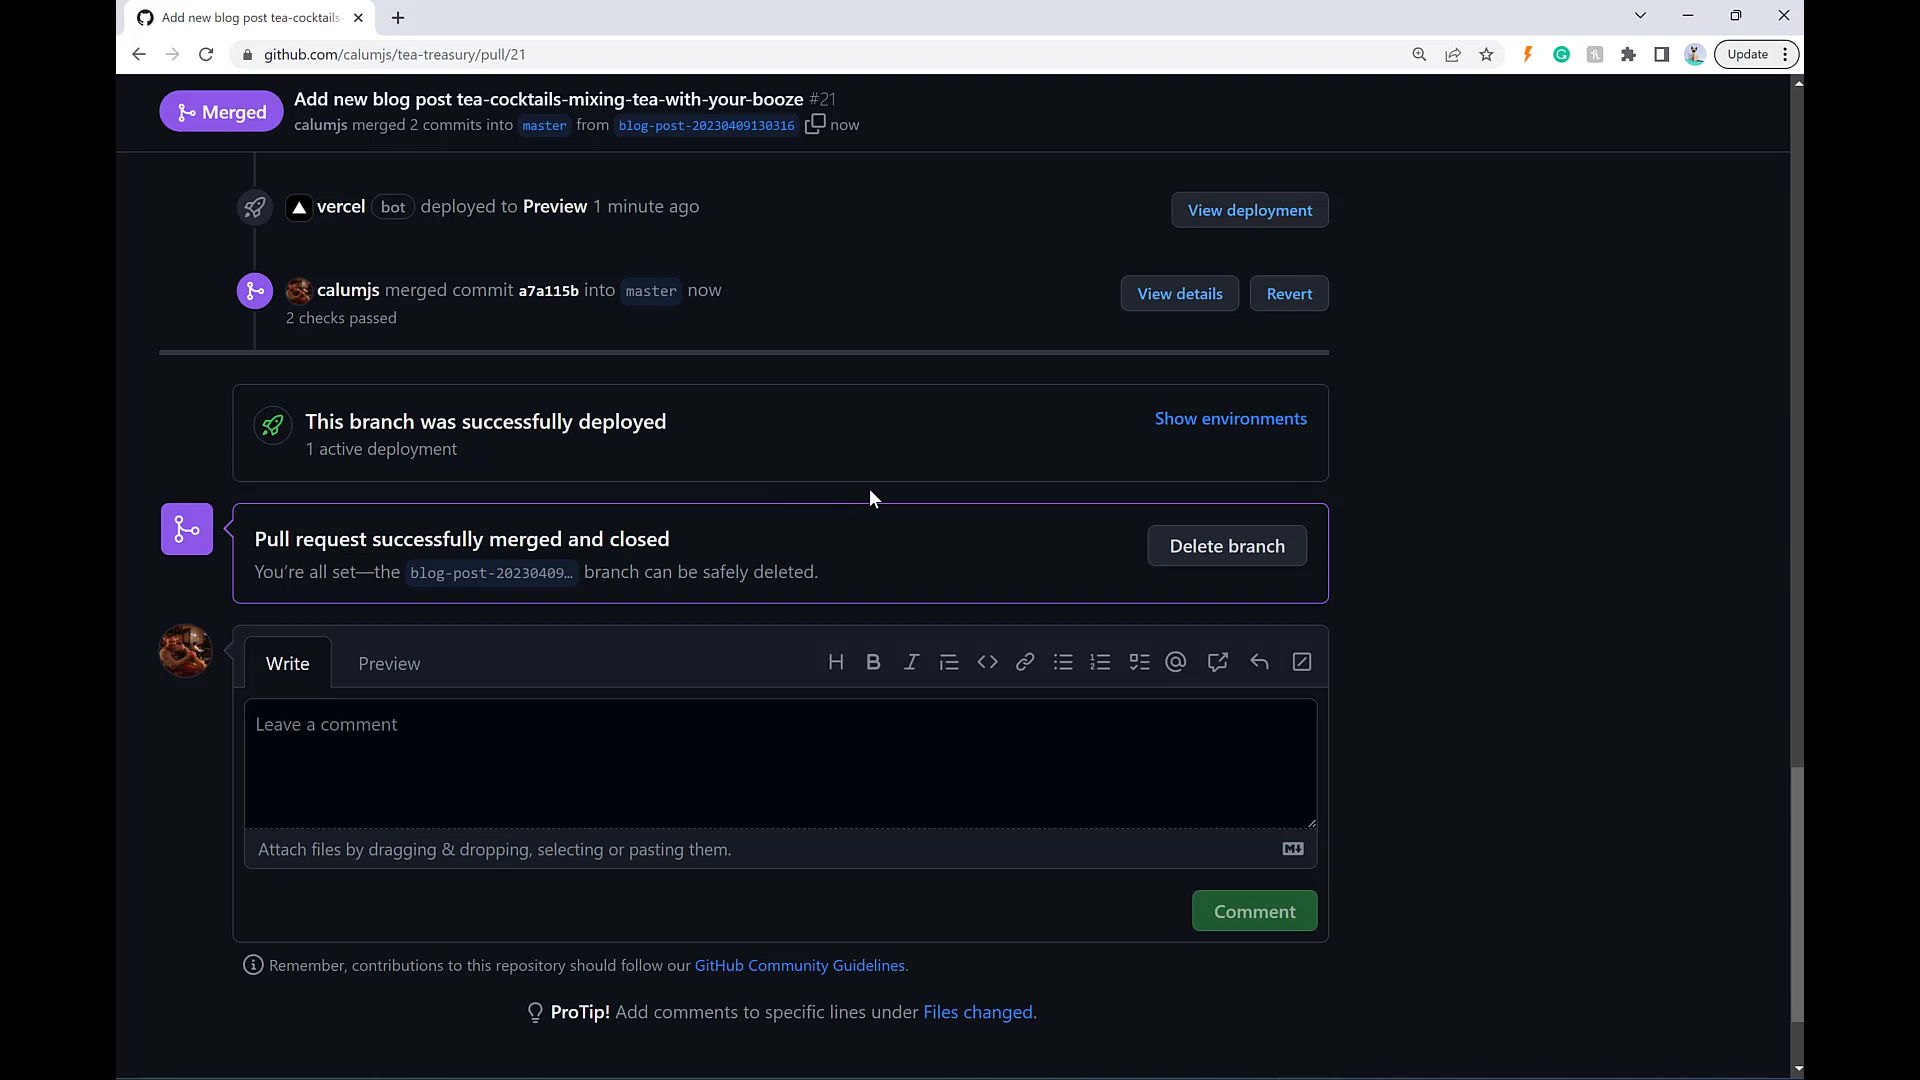 Add new blog post tea-cocktails-
github.com/calumjs/tea-treasury/pull/21
Update
Merged
Add new blog post tea-cocktails-mixing-tea-with-your-booze #21
calumjs merged 2 commits into master from blog-post-20230409130316 now
vercel bot deployed to Preview 1 minute ago
View deployment
calumjs merged commit a7a115b into master now
View details
Revert
2 checks passed
This branch was successfully deployed
Show environments
1 active deployment
Pull request successfully merged and closed
Delete branch
You're all set—the blog-post-20230409… branch can be safely deleted.
Write
Preview
Leave a comment
Attach files by dragging & dropping, selecting or pasting them.
Comment
Remember, contributions to this repository should follow our GitHub Community Guidelines.
ProTip! Add comments to specific lines under Files changed.